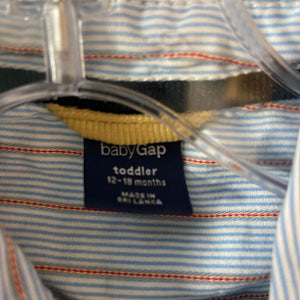 babyGap
toddler
12-18 months
MADE IN
SRI LANKA